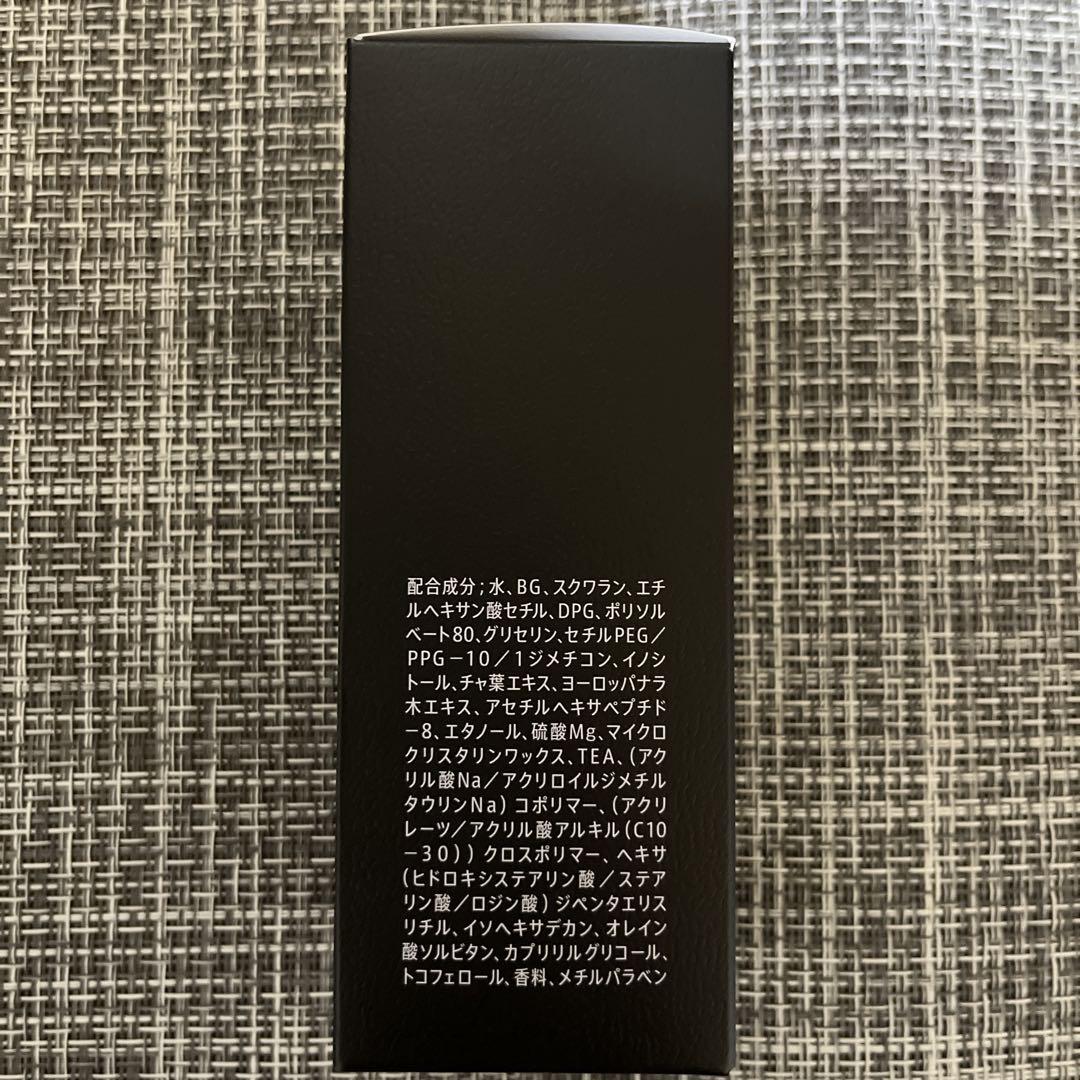 配合成分;水、BG、スクワラン、エチ
ルヘキサン酸セチル、DPG、ポリソル
ベート80、グリセリン、セチルPEG/
PPG-10/1ジメチコン、イノシ
トール、チャ葉エキス、ヨーロッパナラ
木エキス、アセチルヘキサペプチド
-8、エタノール、硫酸Mg、マイクロ
クリスタリンワックス、TEA、(アク
リル酸Na/アクリロイルジメチル
タウリンNa)コポリマー、(アクリ
レーツ/アクリル酸アルキル(C10
-30))クロスポリマー、ヘキサ
(ヒドロキシステアリン酸/ステア
リン酸/ロジン酸)ジペンタエリス
リチル、イソヘキサデカン、オレイン
酸ソルビタン、カプリリルグリコール、
トコフェロール、香料、メチルパラベン